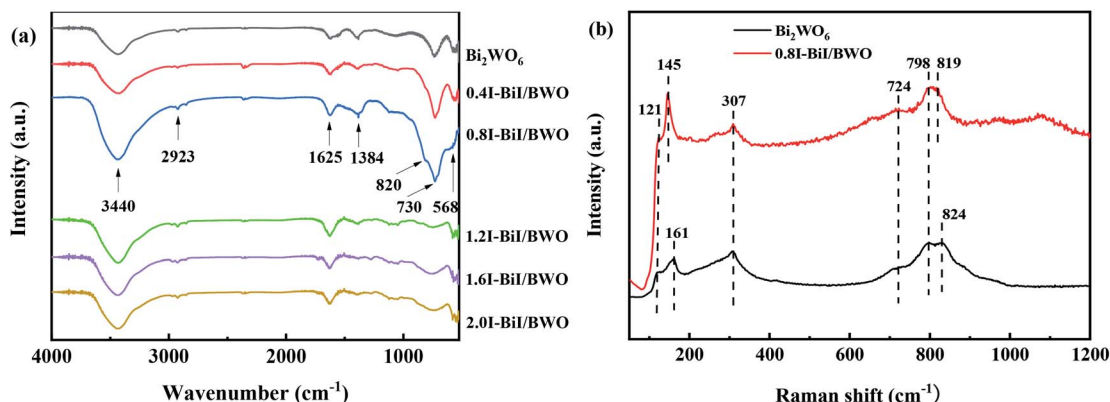 (a)
Intensity (a.u.)
Bi₂WO₆
0.4I-BiI/BWO
0.8I-BiI/BWO
2923
1625
1384
820
3440
730
568
1.2I-BiI/BWO
1.6I-BiI/BWO
2.0I-BiI/BWO
4000 3000 2000 1000
Wavenumber (cm⁻¹)
(b)
Intensity (a.u.)
Bi₂WO₆
0.8I-BiI/BWO
145
798
819
724
121
307
161
824
200 400 600 800 1000 1200
Raman shift (cm⁻¹)